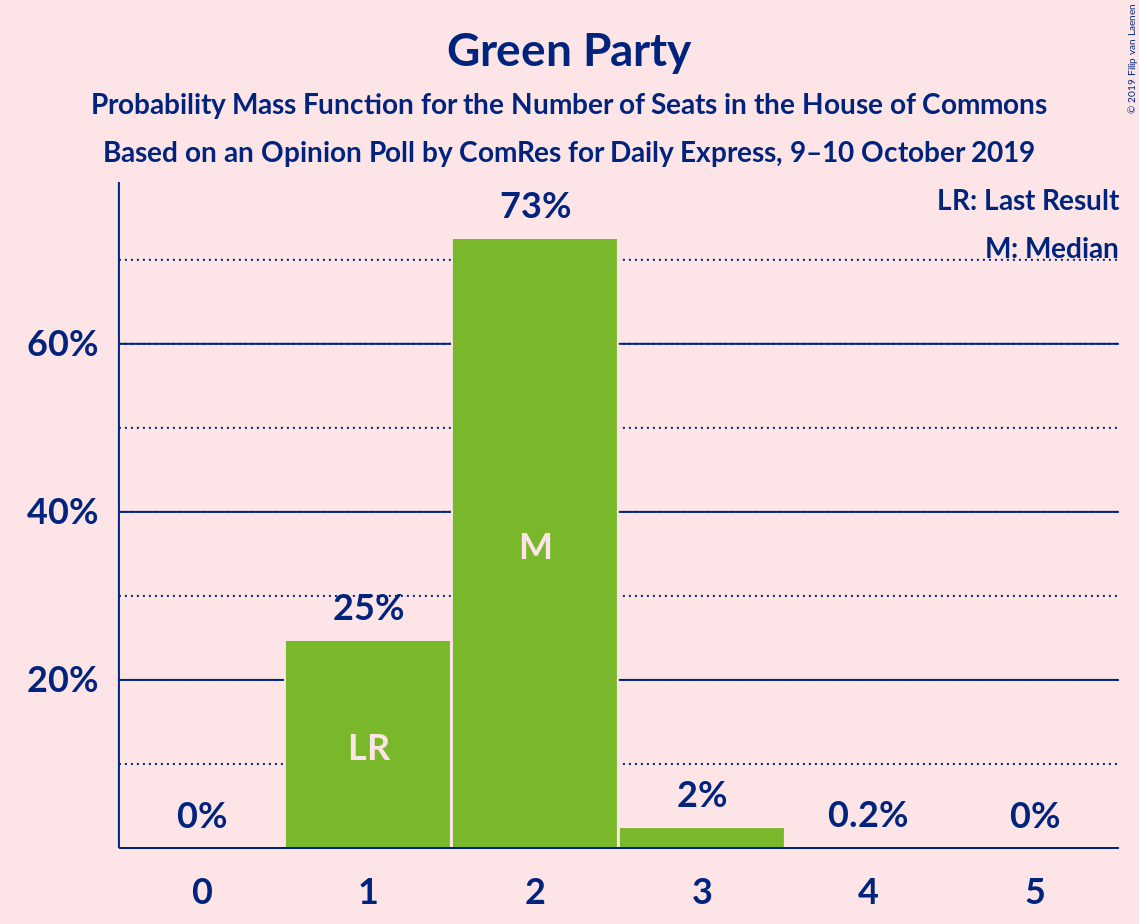 Green Party
Probability Mass Function for the Number of Seats in the House of Commons
Based on an Opinion Poll by ComRes for Daily Express, 9–10 October 2019
© 2019 Filip van Laenen
LR: Last Result
M: Median
60%
40%
20%
0%
25%
73%
2%
0.2%
0%
LR
M
0
1
2
3
4
5